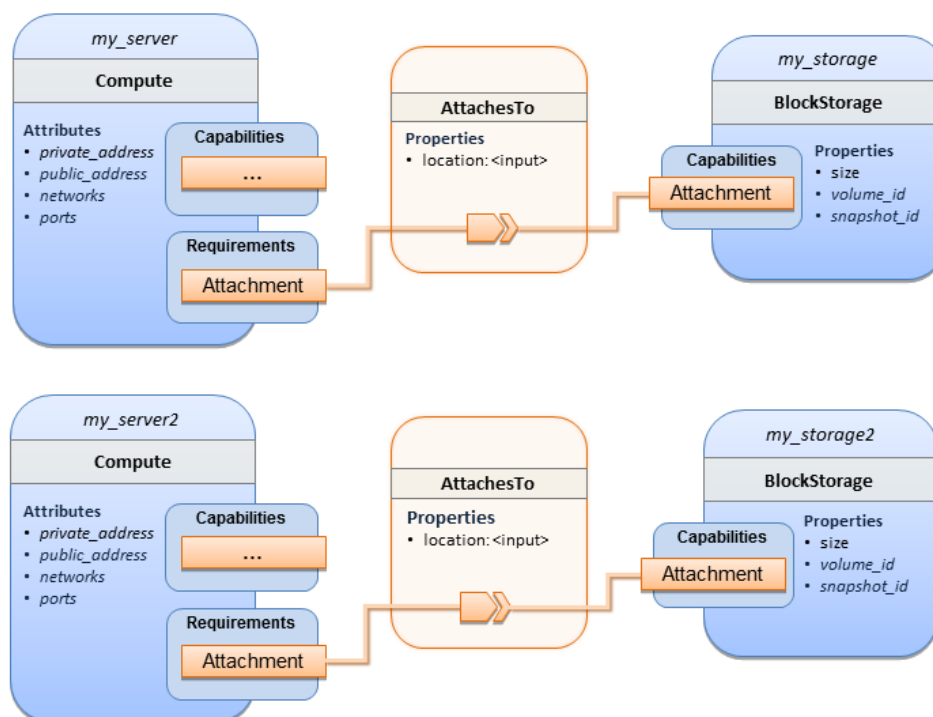 my_server
Compute
Attributes
• private_address
• public_address
• networks
• ports
Capabilities
...
Requirements
Attachment
AttachesTo
Properties
• location: <input>
my_storage
BlockStorage
Capabilities
Attachment
Properties
• size
• volume_id
• snapshot_id
my_server2
Compute
Attributes
• private_address
• public_address
• networks
• ports
Capabilities
...
Requirements
Attachment
AttachesTo
Properties
• location: <input>
my_storage2
BlockStorage
Capabilities
Attachment
Properties
• size
• volume_id
• snapshot_id